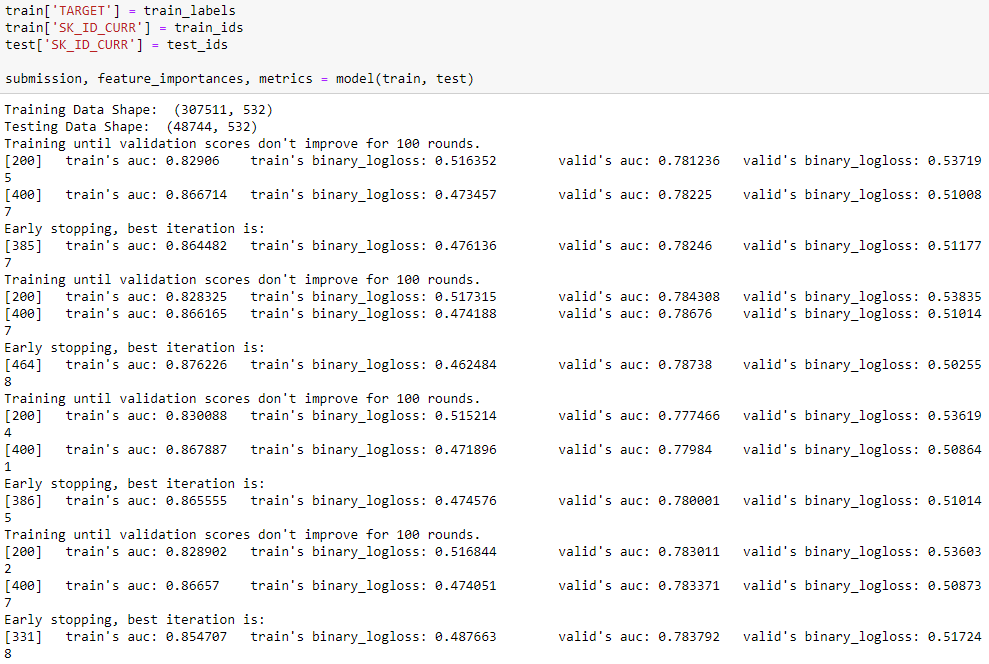 train['TARGET'] = train_labels
train['SK_ID_CURR'] = train_ids
test['SK_ID_CURR'] = test_ids

submission, feature_importances, metrics = model(train, test)

Training Data Shape:  (307511, 532)
Testing Data Shape:  (48744, 532)
Training until validation scores don't improve for 100 rounds.
[200]   train's auc: 0.82906    train's binary_logloss: 0.516352        valid's auc: 0.781236   valid's binary_logloss: 0.53719
5
[400]   train's auc: 0.866714   train's binary_logloss: 0.473457        valid's auc: 0.78225    valid's binary_logloss: 0.51008
7
Early stopping, best iteration is:
[385]   train's auc: 0.864482   train's binary_logloss: 0.476136        valid's auc: 0.78246    valid's binary_logloss: 0.51177
7
Training until validation scores don't improve for 100 rounds.
[200]   train's auc: 0.828325   train's binary_logloss: 0.517315        valid's auc: 0.784308   valid's binary_logloss: 0.53835
[400]   train's auc: 0.866165   train's binary_logloss: 0.474188        valid's auc: 0.78676    valid's binary_logloss: 0.51014
7
Early stopping, best iteration is:
[464]   train's auc: 0.876226   train's binary_logloss: 0.462484        valid's auc: 0.78738    valid's binary_logloss: 0.50255
8
Training until validation scores don't improve for 100 rounds.
[200]   train's auc: 0.830088   train's binary_logloss: 0.515214        valid's auc: 0.777466   valid's binary_logloss: 0.53619
4
[400]   train's auc: 0.867887   train's binary_logloss: 0.471896        valid's auc: 0.77984    valid's binary_logloss: 0.50864
1
Early stopping, best iteration is:
[386]   train's auc: 0.865555   train's binary_logloss: 0.474576        valid's auc: 0.780001   valid's binary_logloss: 0.51014
5
Training until validation scores don't improve for 100 rounds.
[200]   train's auc: 0.828902   train's binary_logloss: 0.516844        valid's auc: 0.783011   valid's binary_logloss: 0.53603
2
[400]   train's auc: 0.86657    train's binary_logloss: 0.474051        valid's auc: 0.783371   valid's binary_logloss: 0.50873
7
Early stopping, best iteration is:
[331]   train's auc: 0.854707   train's binary_logloss: 0.487663        valid's auc: 0.783792   valid's binary_logloss: 0.51724
8